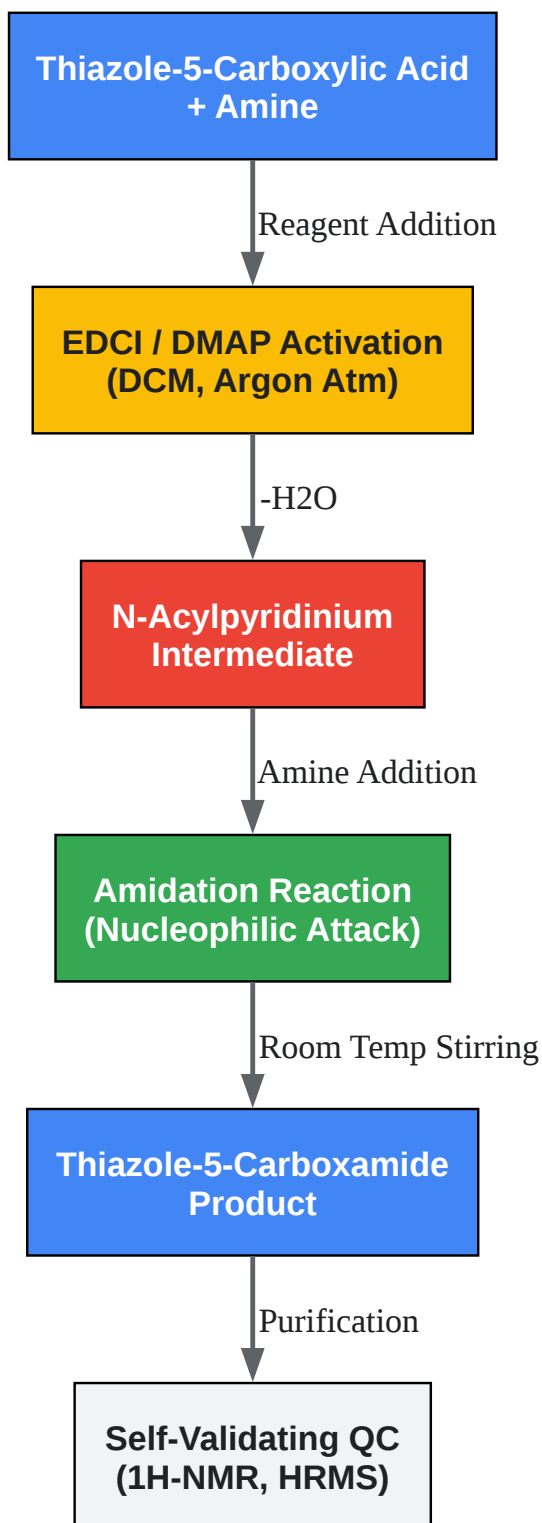 Thiazole-5-Carboxylic Acid
+ Amine
Reagent Addition
EDCI / DMAP Activation
(DCM, Argon Atm)
-H2O
N-Acylpyridinium
Intermediate
Amine Addition
Amidation Reaction
(Nucleophilic Attack)
Room Temp Stirring
Thiazole-5-Carboxamide
Product
Purification
Self-Validating QC
(1H-NMR, HRMS)